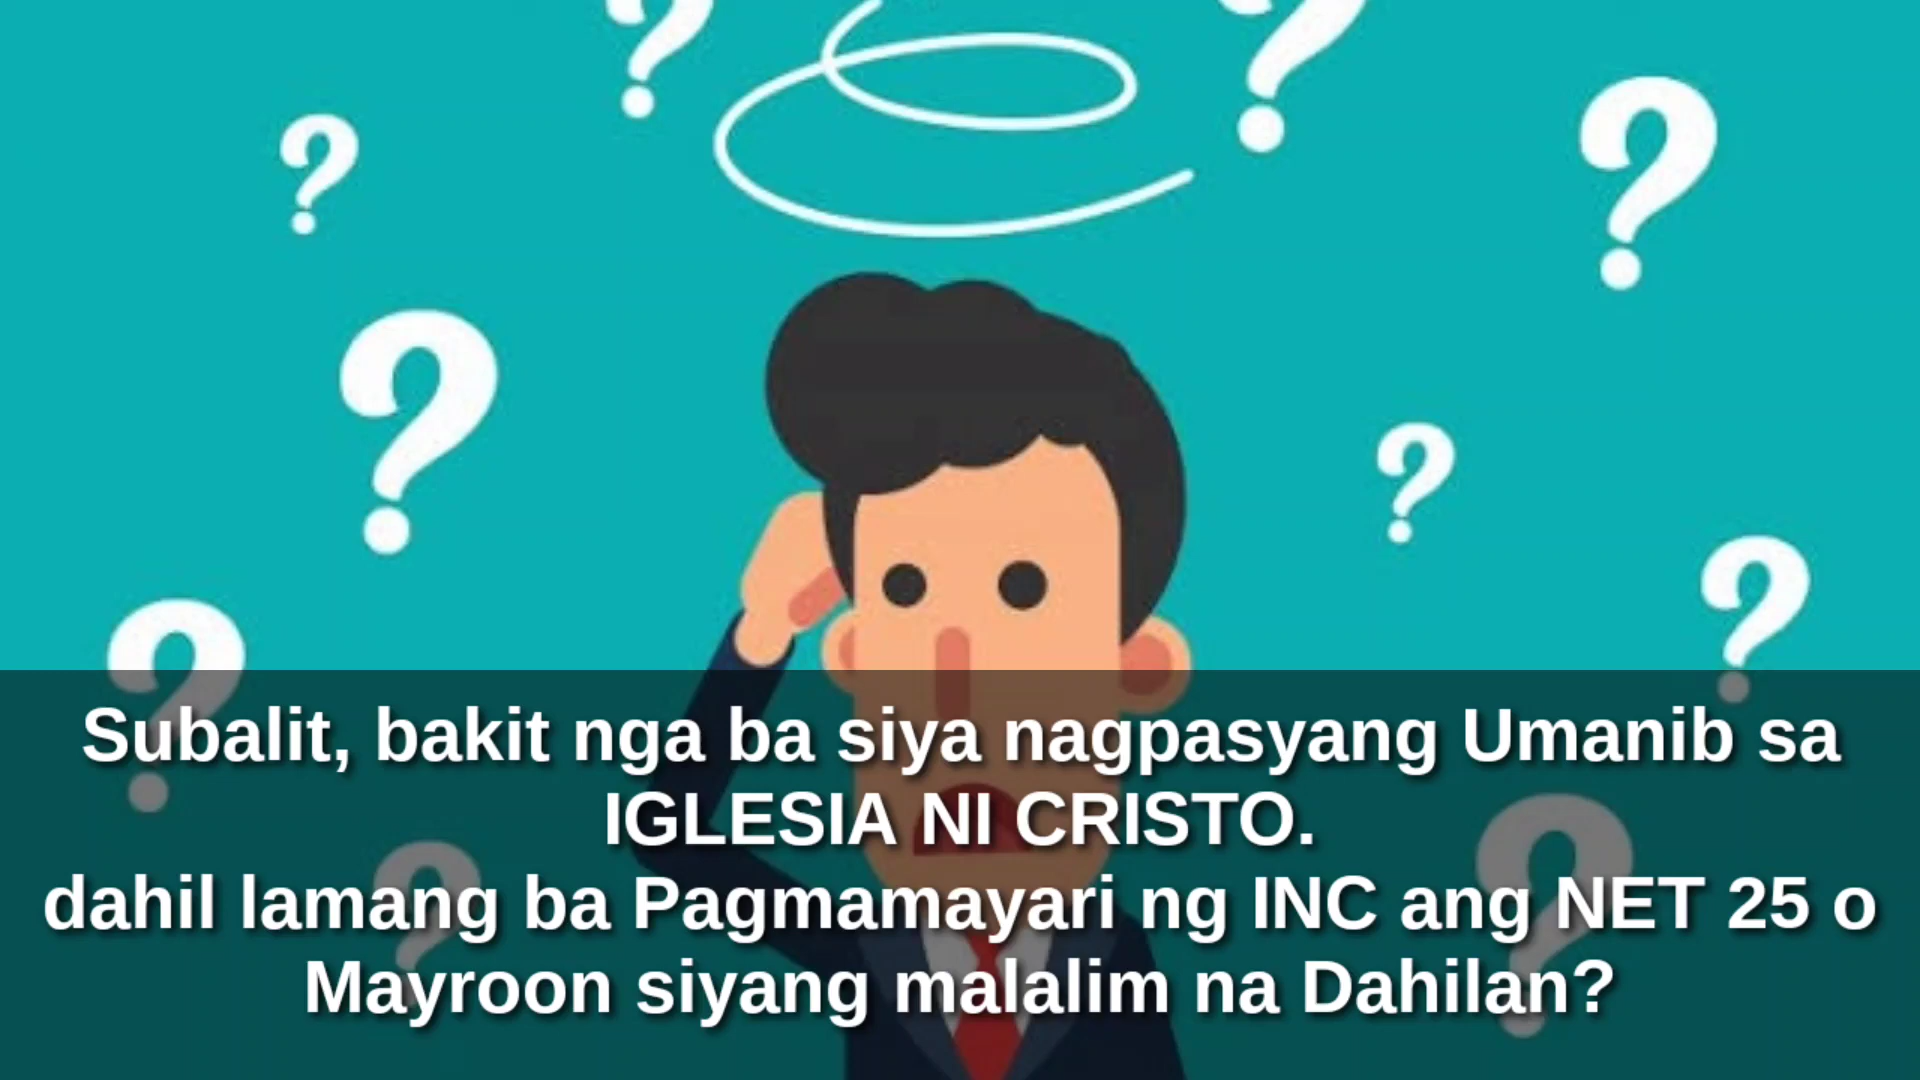 Subalit, bakit nga ba siya nagpasyang Umanib sa
IGLESIA NI CRISTO.
dahil lamang ba Pagmamayari ng INC ang NET 25 o
Mayroon siyang malalim na Dahilan?